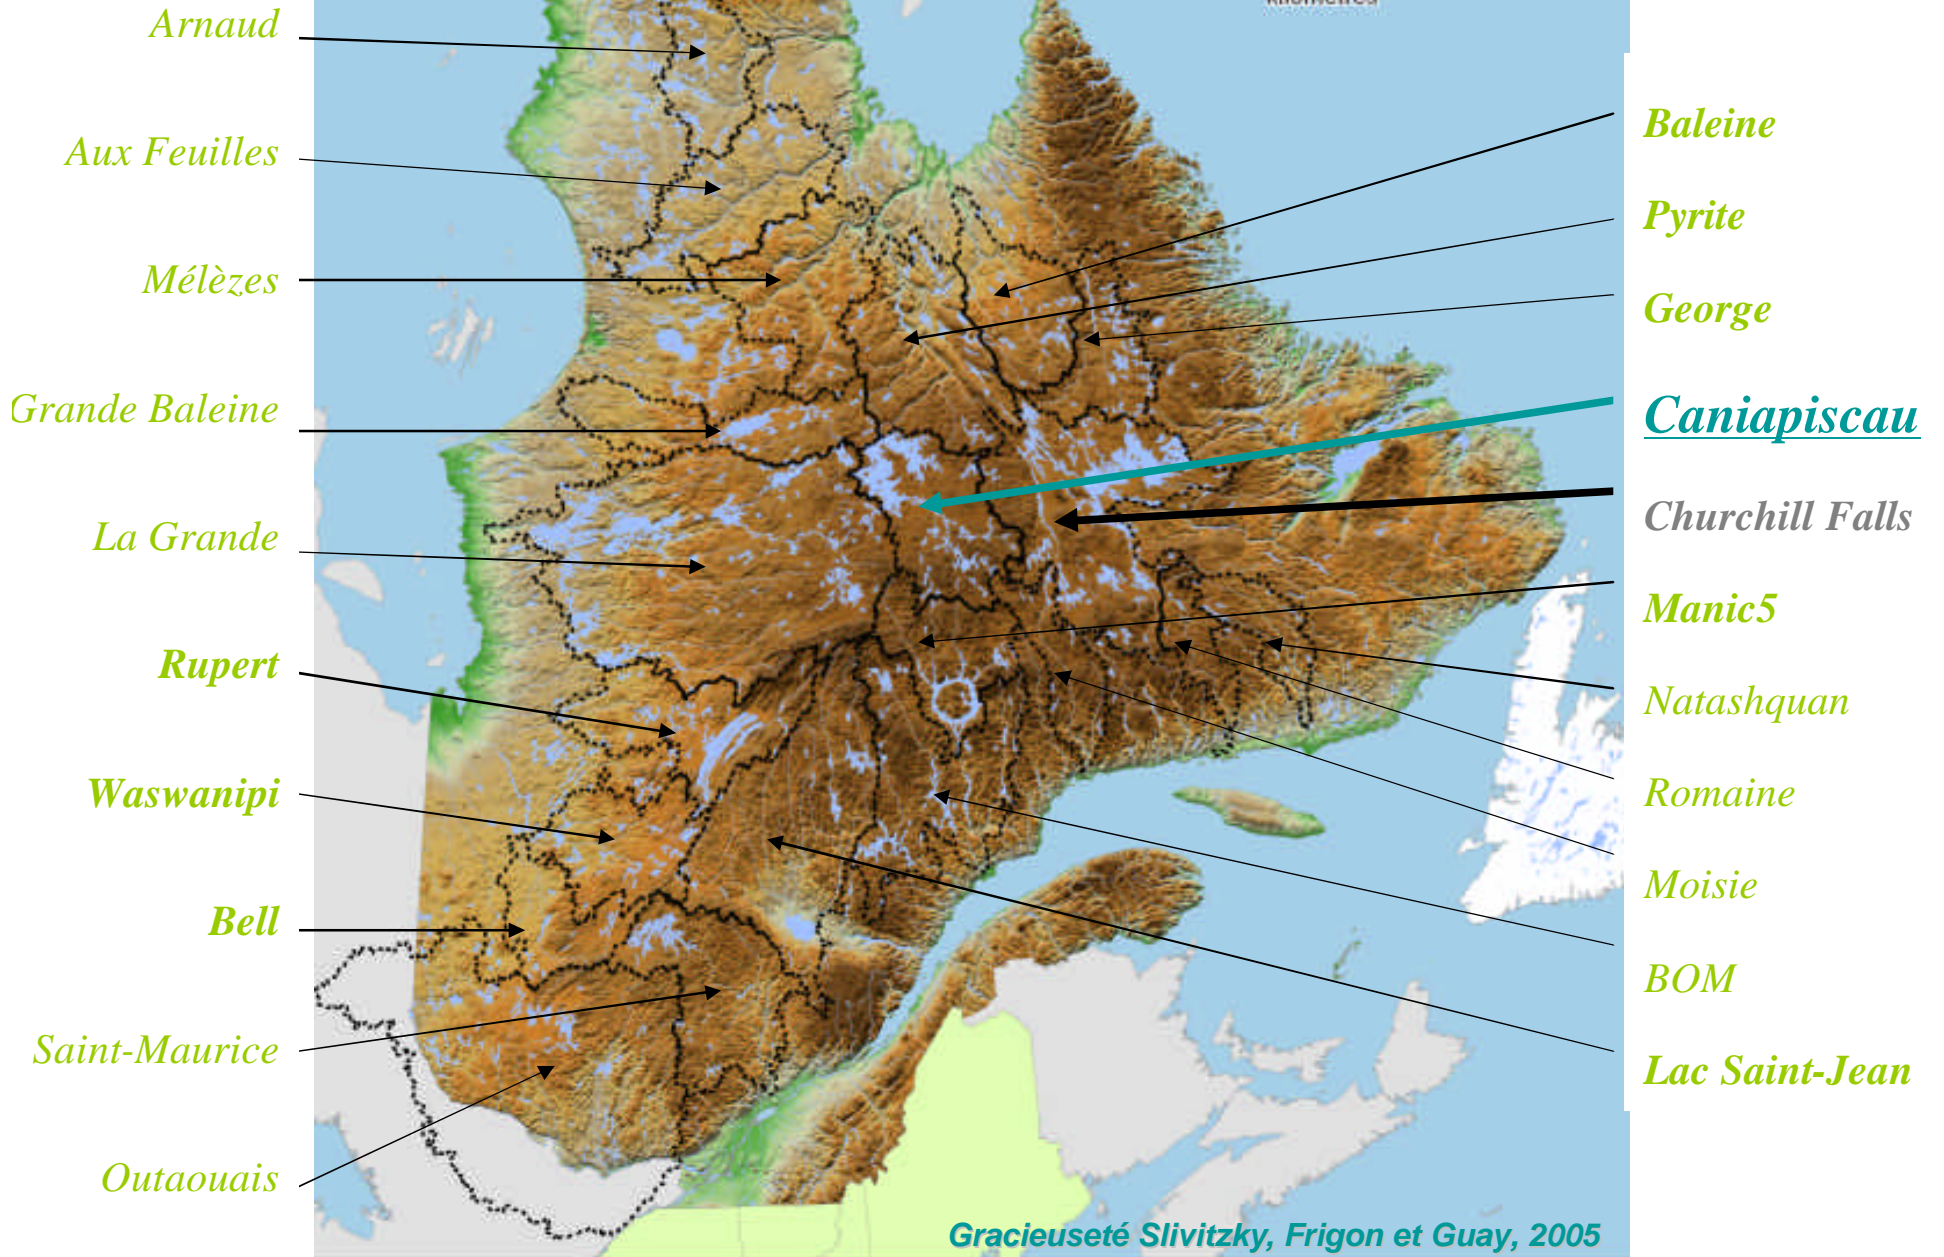 Arnaud
Aux Feuilles
Mélèzes
Grande Baleine
La Grande
Rupert
Waswanipi
Bell
Saint-Maurice
Outaouais
Baleine
Pyrite
George
Caniapiscau
Churchill Falls
Manic5
Natashquan
Romaine
Moisie
BOM
Lac Saint-Jean
Gracieuseté Slivitzky, Frigon et Guay, 2005